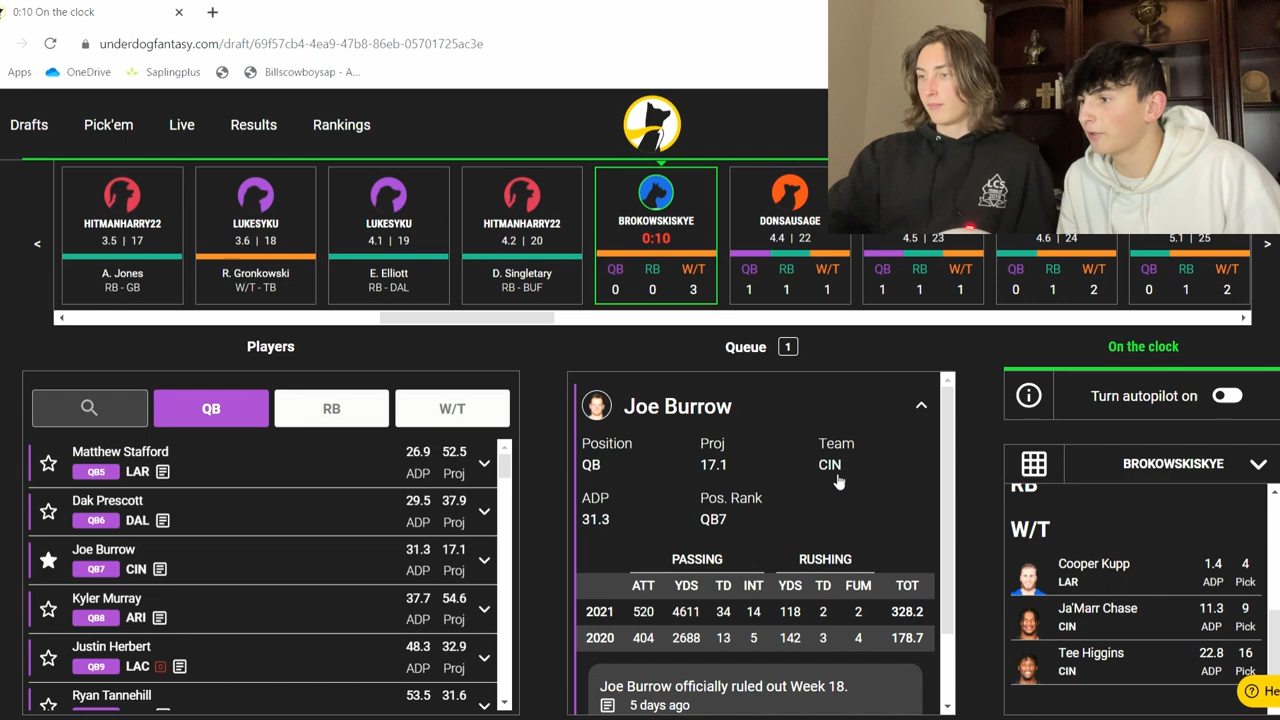 0:10 On the clock
underdogfantasy.com/draft/69f57cb4-4ea9-47b8-86eb-05701725ac3e
Apps OneDrive Saplingplus Billscowboysap - A...
Drafts Pick'em Live Results Rankings
HITMANHARRY22 LUKESYKU LUKESYKU HITMANHARRY22 BROKOWSKISKYE DONSAUSAGE
3.5 | 17 3.6 | 18 4.1 | 19 4.2 | 20 0:10 4.4 | 22 4.5 | 23 4.6 | 24 5.1 | 25
A. Jones R. Gronkowski E. Elliott D. Singletary QB RB W/T QB RB W/T QB RB W/T QB RB W/T QB RB W/T
RB - GB W/T - TB RB - DAL RB - BUF 0 0 3 1 1 1 1 1 1 0 1 2 0 1 2
< >
Players
QB RB W/T
Matthew Stafford 26.9 52.5
QB5 LAR ADP Proj
Dak Prescott 29.5 37.9
QB6 DAL ADP Proj
Joe Burrow 31.3 17.1
QB7 CIN ADP Proj
Kyler Murray 37.7 54.6
QB8 ARI ADP Proj
Justin Herbert 48.3 32.9
QB9 LAC ADP Proj
Ryan Tannehill 53.5 31.6
Queue 1
Joe Burrow
Position Proj Team
QB 17.1 CIN
ADP Pos. Rank
31.3 QB7
PASSING RUSHING
ATT YDS TD INT YDS TD FUM TOT
2021 520 4611 34 14 118 2 2 328.2
2020 404 2688 13 5 142 3 4 178.7
Joe Burrow officially ruled out Week 18.
5 days ago
On the clock
Turn autopilot on
BROKOWSKISKYE
RB
W/T
Cooper Kupp 1.4 4
LAR ADP Pick
Ja'Marr Chase 11.3 9
CIN ADP Pick
Tee Higgins 22.8 16
CIN ADP Pick
He
LCS